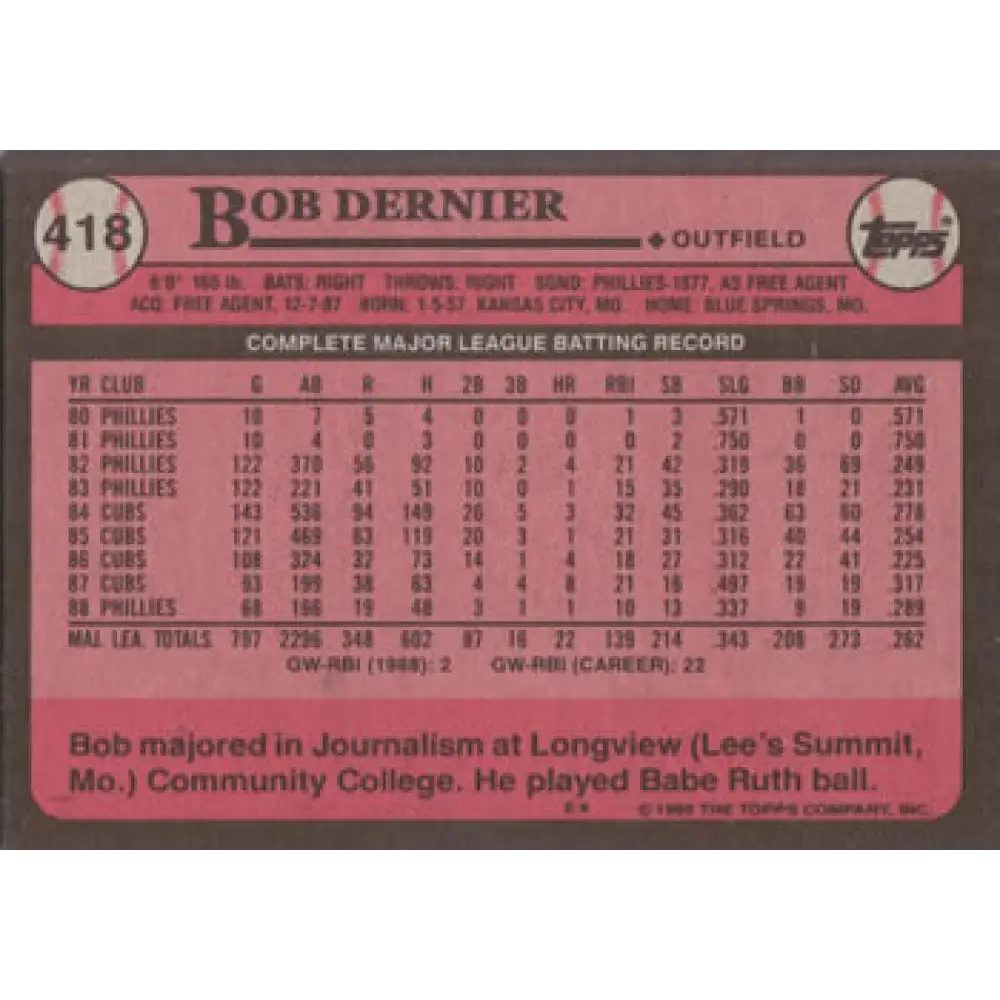 418
BOB DERNIER
OUTFIELD
TOPPS®
6'0" 165 lb. BATS: RIGHT THROWS: RIGHT SGND: PHILLIES-1977, AS FREE AGENT
ACQ: FREE AGENT, 12-7-87 BORN: 1-5-57, KANSAS CITY, MO. HOME: BLUE SPRINGS, MO.
COMPLETE MAJOR LEAGUE BATTING RECORD
YR CLUB G AB R H 2B 3B HR RBI SB SLG BB SO AVG
80 PHILLIES 10 7 5 4 0 0 0 1 3 .571 1 0 .571
81 PHILLIES 10 4 0 3 0 0 0 0 2 .750 0 0 .750
82 PHILLIES 122 370 56 92 10 2 4 21 42 .319 36 69 .249
83 PHILLIES 122 221 41 51 10 0 1 15 35 .290 18 21 .231
84 CUBS 143 536 94 149 26 5 3 32 45 .362 63 60 .278
85 CUBS 121 469 63 119 20 3 1 21 31 .316 40 44 .254
86 CUBS 108 324 32 73 14 1 4 18 27 .312 22 41 .225
87 CUBS 93 199 38 63 4 4 8 21 16 .497 19 19 .317
88 PHILLIES 68 166 19 48 3 1 1 10 13 .337 9 19 .289
MAJ. LEA. TOTALS 797 2296 348 602 87 16 22 139 214 .343 208 273 .262
GW-RBI (1988): 2 GW-RBI (CAREER): 22
Bob majored in Journalism at Longview (Lee's Summit,
Mo.) Community College. He played Babe Ruth ball.
© 1989 THE TOPPS COMPANY, INC.